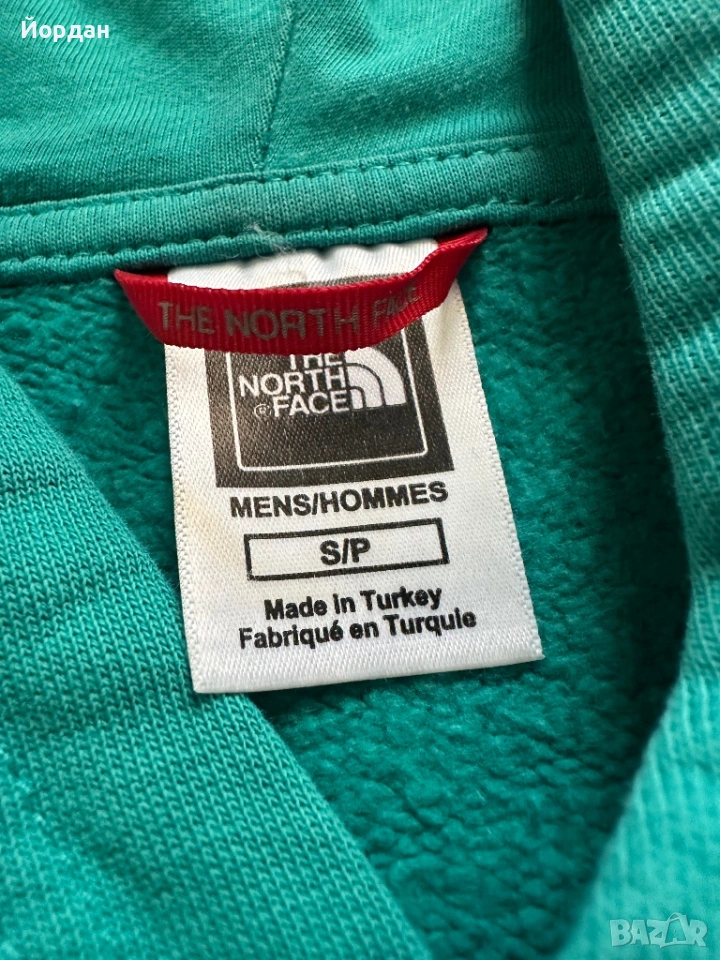 Йордан
THE NORTH FACE
THE
NORTH
® FACE
MENS/HOMMES
S/P
Made in Turkey
Fabriqué en Turquie
BAZAR